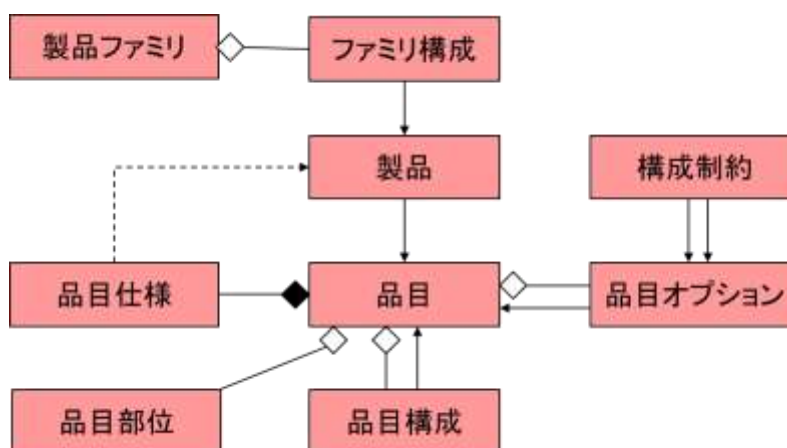 製品ファミリ
ファミリ構成
製品
構成制約
品目仕様
品目
品目オプション
品目部位
品目構成